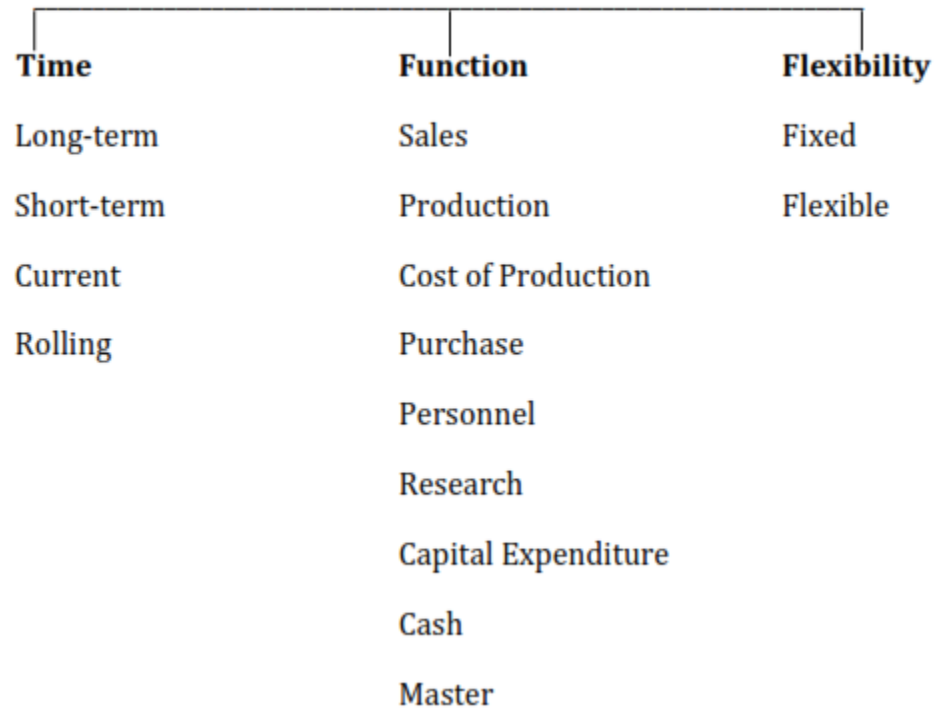 Time Function Flexibility
Long-term Sales Fixed
Short-term Production Flexible
Current Cost of Production
Rolling Purchase
Personnel
Research
Capital Expenditure
Cash
Master